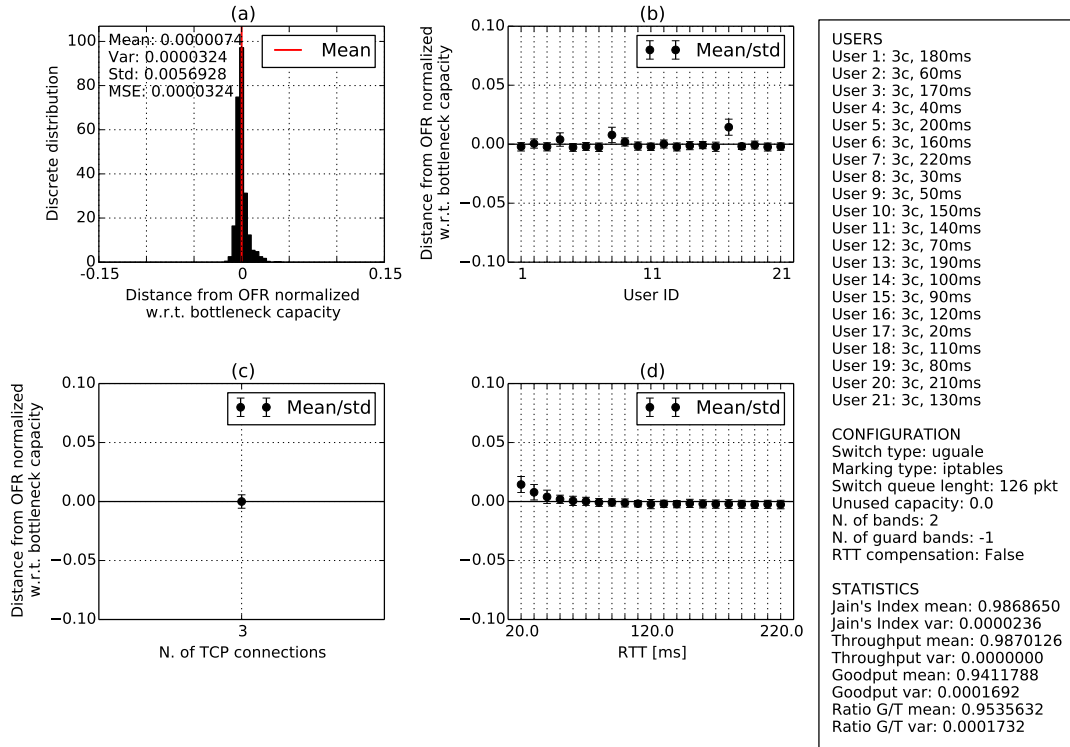 (a)
Mean: 0.0000074
Var: 0.0000324
Std: 0.0056928
MSE: 0.0000324
Mean
100
80
60
40
20
0
Discrete distribution
-0.15
0
0.15
Distance from OFR normalized
w.r.t. bottleneck capacity
(b)
Mean/std
0.10
0.05
0.00
−0.05
−0.10
Distance from OFR normalized
w.r.t. bottleneck capacity
1
11
21
User ID
(c)
Mean/std
0.10
0.05
0.00
−0.05
−0.10
Distance from OFR normalized
w.r.t. bottleneck capacity
3
N. of TCP connections
(d)
Mean/std
0.10
0.05
0.00
−0.05
−0.10
20.0
120.0
220.0
RTT [ms]
USERS
User 1: 3c, 180ms
User 2: 3c, 60ms
User 3: 3c, 170ms
User 4: 3c, 40ms
User 5: 3c, 200ms
User 6: 3c, 160ms
User 7: 3c, 220ms
User 8: 3c, 30ms
User 9: 3c, 50ms
User 10: 3c, 150ms
User 11: 3c, 140ms
User 12: 3c, 70ms
User 13: 3c, 190ms
User 14: 3c, 100ms
User 15: 3c, 90ms
User 16: 3c, 120ms
User 17: 3c, 20ms
User 18: 3c, 110ms
User 19: 3c, 80ms
User 20: 3c, 210ms
User 21: 3c, 130ms
CONFIGURATION
Switch type: uguale
Marking type: iptables
Switch queue lenght: 126 pkt
Unused capacity: 0.0
N. of bands: 2
N. of guard bands: -1
RTT compensation: False
STATISTICS
Jain's Index mean: 0.9868650
Jain's Index var: 0.0000236
Throughput mean: 0.9870126
Throughput var: 0.0000000
Goodput mean: 0.9411788
Goodput var: 0.0001692
Ratio G/T mean: 0.9535632
Ratio G/T var: 0.0001732